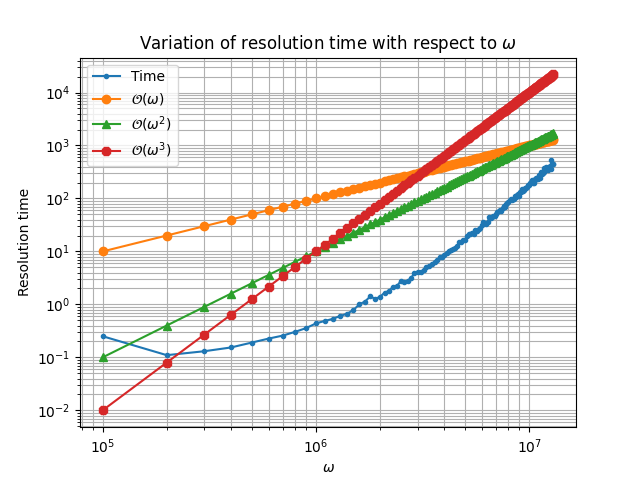 Variation of resolution time with respect to ω
Time
𝒪(ω)
𝒪(ω²)
𝒪(ω³)
Resolution time
10⁴
10³
10²
10¹
10⁰
10⁻¹
10⁻²
10⁵
10⁶
10⁷
ω